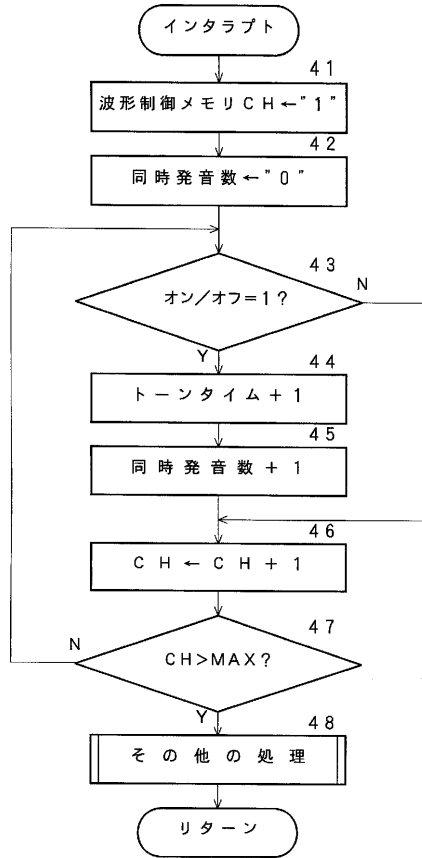 インタラプト
41
波形制御メモリCH←"1"
42
同時発音数←"0"
43
オン/オフ=1?
N
Y
44
トーンタイム+1
45
同時発音数+1
46
CH←CH+1
47
N
CH>MAX?
Y
48
その他の処理
リターン